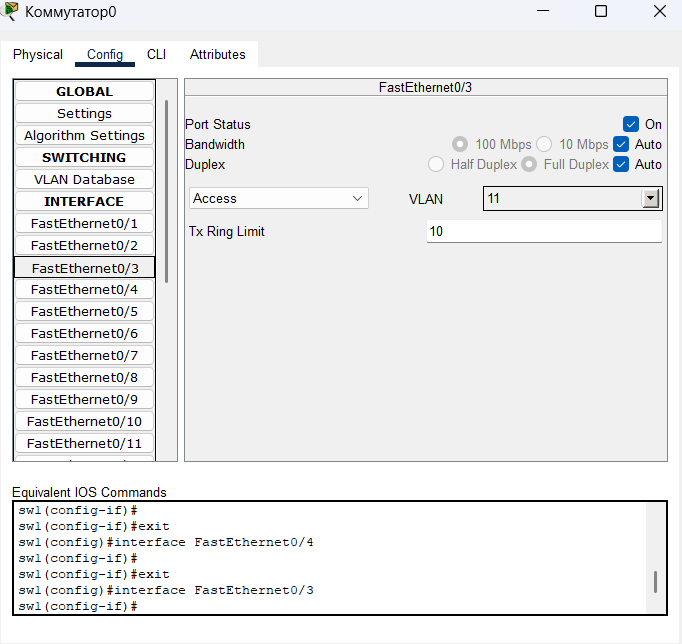 Коммутатор0
Physical Config CLI Attributes
GLOBAL
Settings
Algorithm Settings
SWITCHING
VLAN Database
INTERFACE
FastEthernet0/1
FastEthernet0/2
FastEthernet0/3
FastEthernet0/4
FastEthernet0/5
FastEthernet0/6
FastEthernet0/7
FastEthernet0/8
FastEthernet0/9
FastEthernet0/10
FastEthernet0/11
FastEthernet0/3
Port Status On
Bandwidth 100 Mbps 10 Mbps Auto
Duplex Half Duplex Full Duplex Auto
Access VLAN 11
Tx Ring Limit 10
Equivalent IOS Commands
sw1(config-if)#
sw1(config-if)#exit
sw1(config)#interface FastEthernet0/4
sw1(config-if)#
sw1(config-if)#exit
sw1(config)#interface FastEthernet0/3
sw1(config-if)#